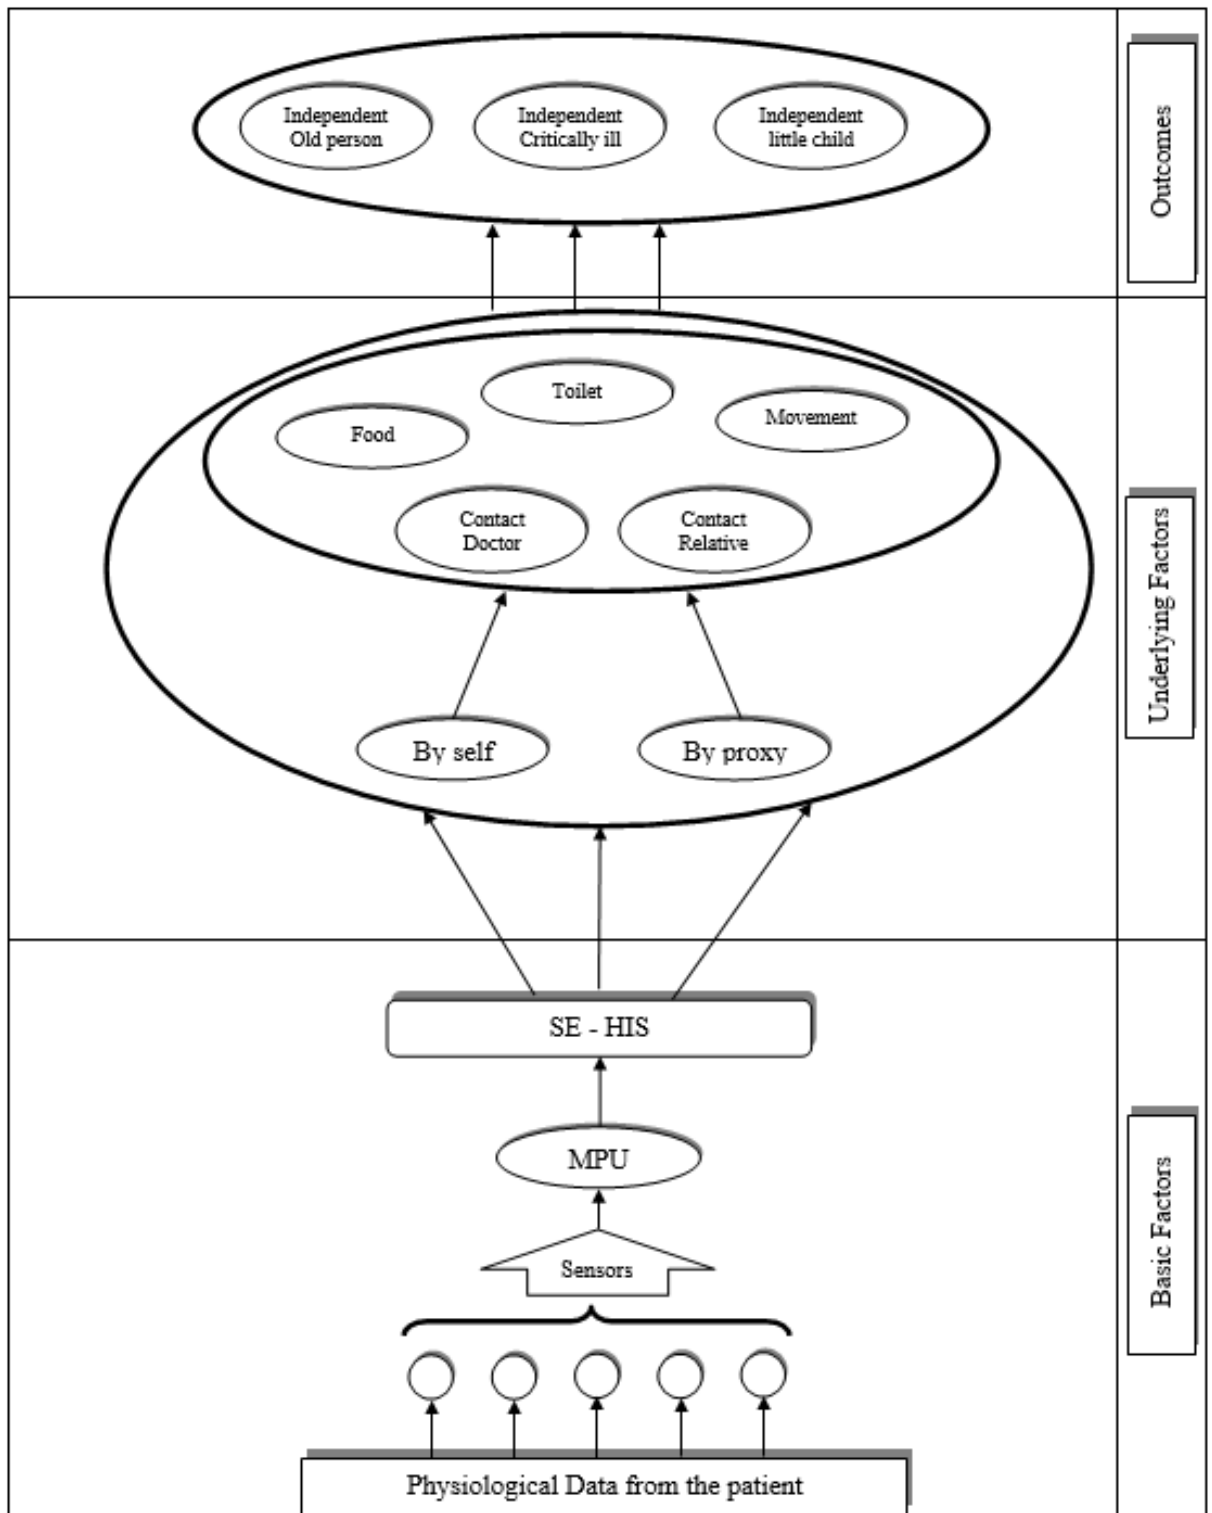 Independent
Old person
Independent
Critically ill
Independent
little child
Outcomes
Toilet
Food
Movement
Contact
Doctor
Contact
Relative
By self
By proxy
Underlying Factors
SE - HIS
MPU
Sensors
Basic Factors
Physiological Data from the patient